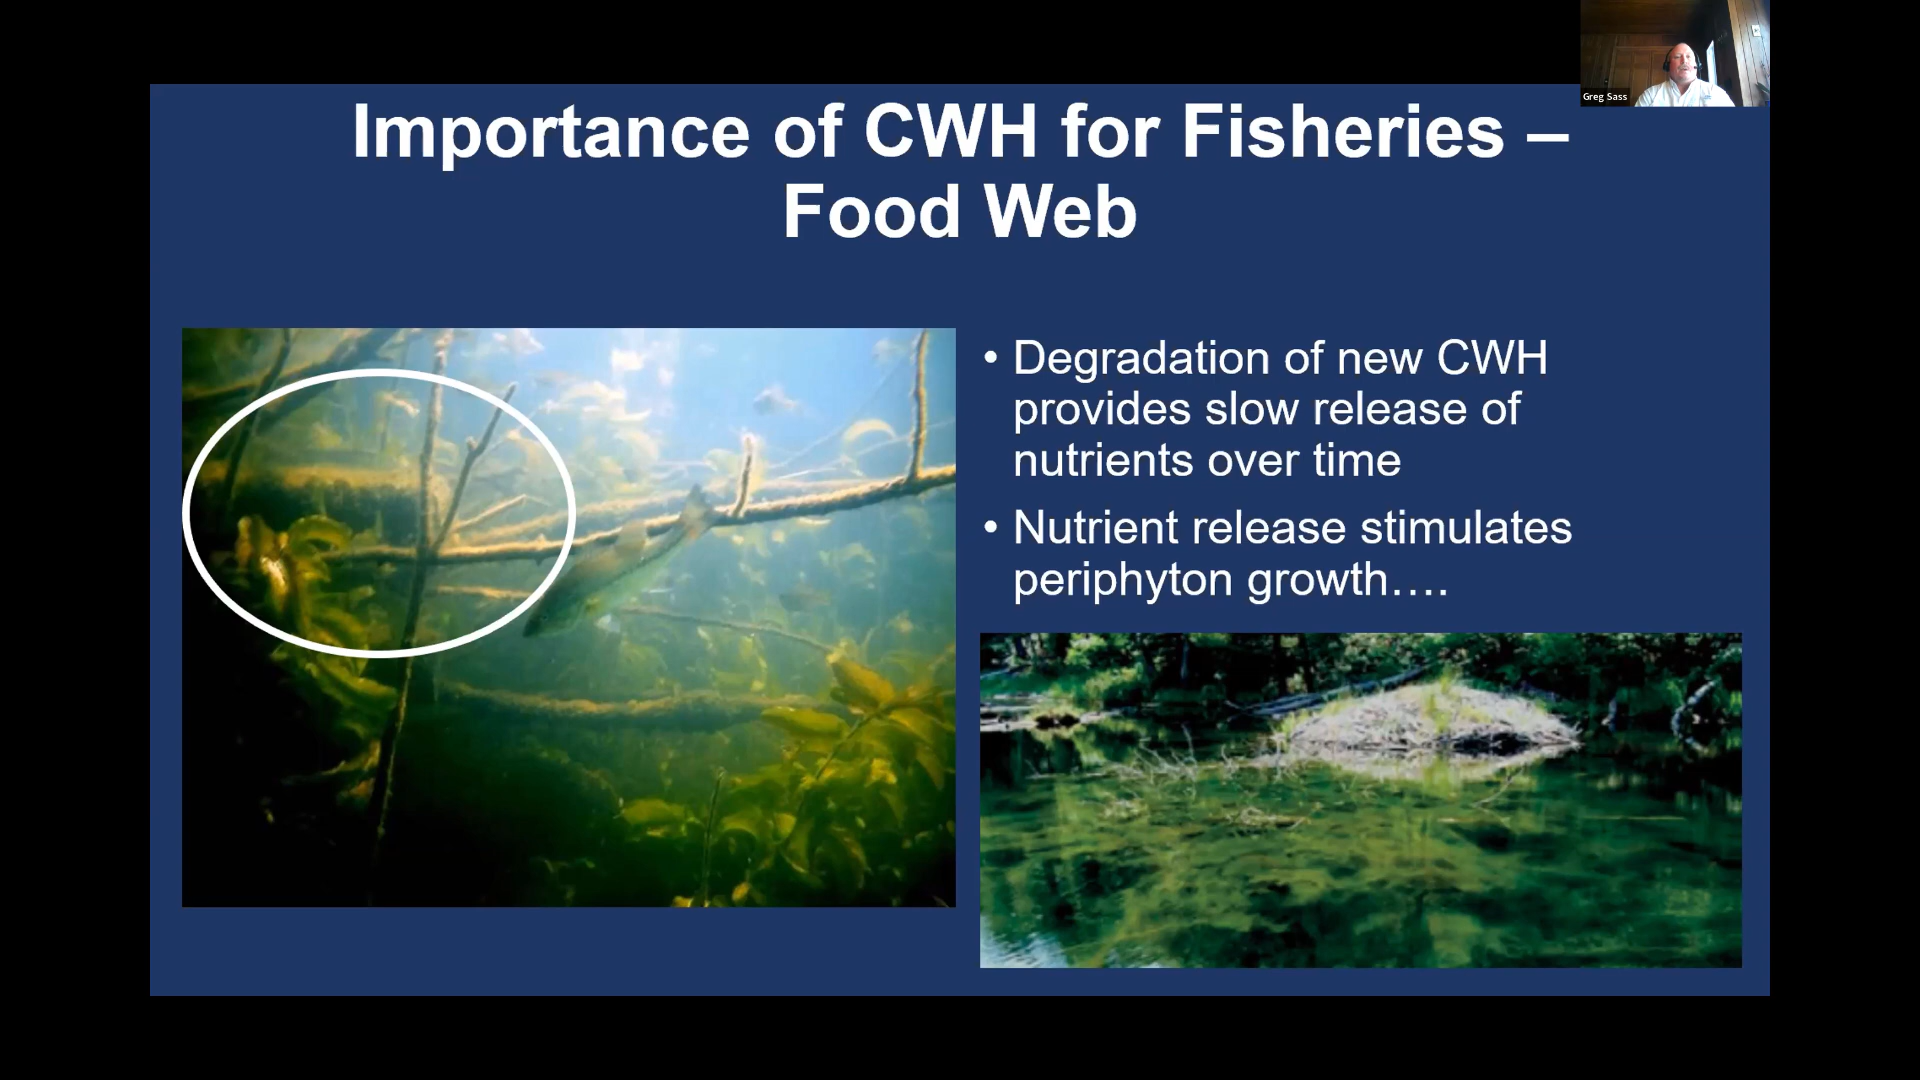 Greg Sass
Importance of CWH for Fisheries –
Food Web
• Degradation of new CWH
provides slow release of
nutrients over time
• Nutrient release stimulates
periphyton growth….